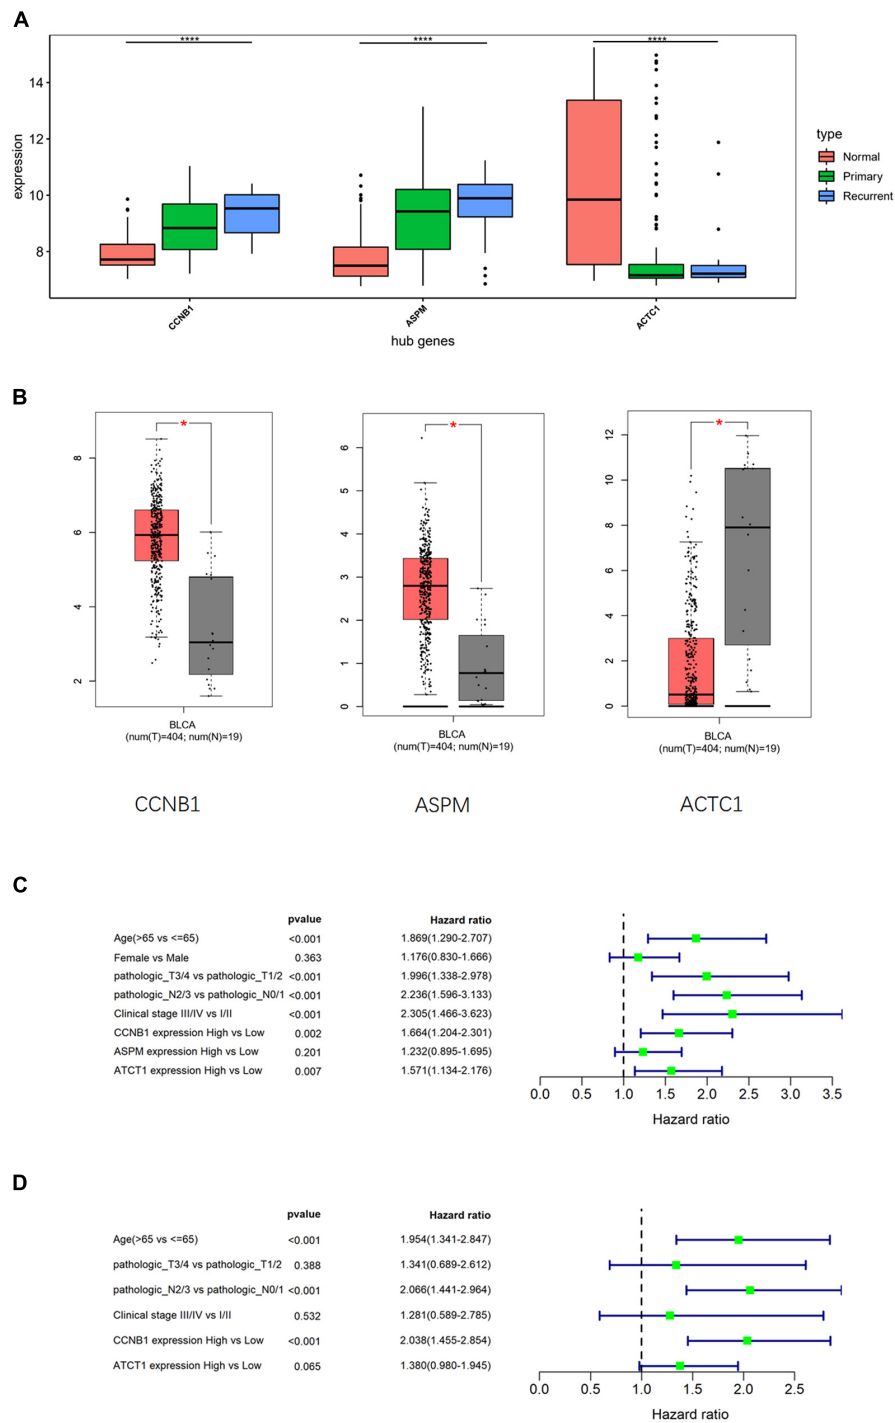 A
****
****
****
14
12
10
8
expression
CCNB1
ASPM
ACTC1
hub genes
type
Normal
Primary
Recurrent
B
*
*
*
8
6
4
2
6
5
4
3
2
1
0
12
10
8
6
4
2
0
BLCA
(num(T)=404; num(N)=19)
BLCA
(num(T)=404; num(N)=19)
BLCA
(num(T)=404; num(N)=19)
CCNB1
ASPM
ACTC1
C
pvalue Hazard ratio
Age(>65 vs <=65) <0.001 1.869(1.290-2.707)
Female vs Male 0.363 1.176(0.830-1.666)
pathologic_T3/4 vs pathologic_T1/2 <0.001 1.996(1.338-2.978)
pathologic_N2/3 vs pathologic_N0/1 <0.001 2.236(1.596-3.133)
Clinical stage III/IV vs I/II <0.001 2.305(1.466-3.623)
CCNB1 expression High vs Low 0.002 1.664(1.204-2.301)
ASPM expression High vs Low 0.201 1.232(0.895-1.695)
ATCT1 expression High vs Low 0.007 1.571(1.134-2.176)
0.0 0.5 1.0 1.5 2.0 2.5 3.0 3.5
Hazard ratio
D
pvalue Hazard ratio
Age(>65 vs <=65) <0.001 1.954(1.341-2.847)
pathologic_T3/4 vs pathologic_T1/2 0.388 1.341(0.689-2.612)
pathologic_N2/3 vs pathologic_N0/1 <0.001 2.066(1.441-2.964)
Clinical stage III/IV vs I/II 0.532 1.281(0.589-2.785)
CCNB1 expression High vs Low <0.001 2.038(1.455-2.854)
ATCT1 expression High vs Low 0.065 1.380(0.980-1.945)
0.0 0.5 1.0 1.5 2.0 2.5
Hazard ratio